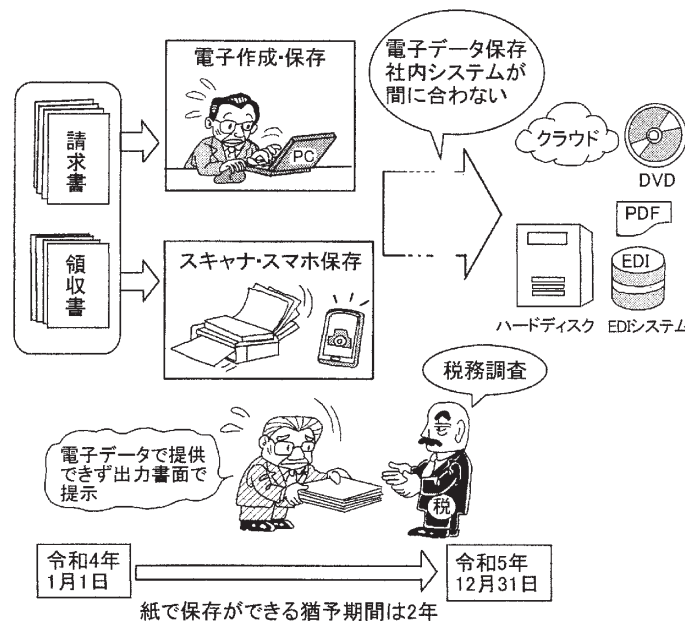 電子作成・保存
電子データ保存
社内システムが
間に合わない
請求書
PC
クラウド
DVD
PDF
領収書
スキャナ・スマホ保存
EDI
ハードディスク
EDIシステム
税務調査
電子データで提供
できず出力書面で
提示
税
令和4年
1月1日
令和5年
12月31日
紙で保存ができる猶予期間は2年